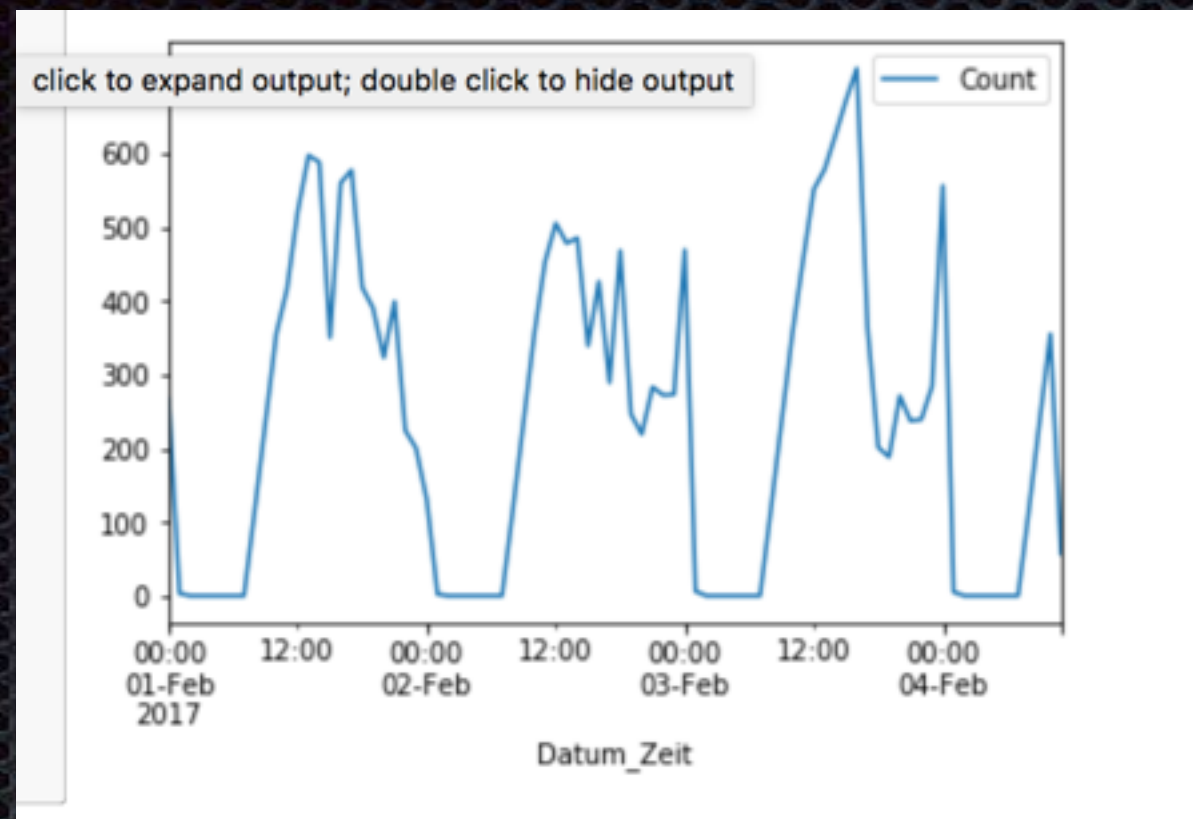 click to expand output; double click to hide output
Count
600
500
400
300
200
100
0
00:00 12:00 00:00 12:00 00:00 12:00 00:00
01-Feb 02-Feb 03-Feb 04-Feb
2017
Datum_Zeit